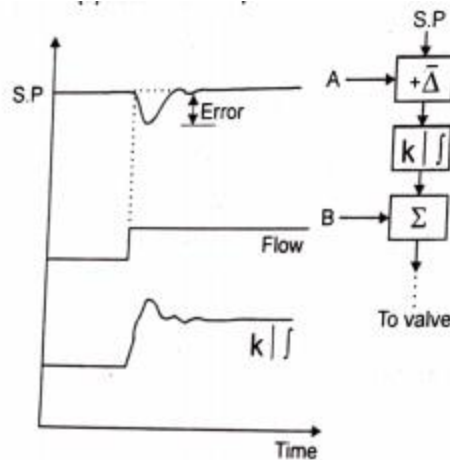 S.P
A
+Δ̄
S.P
Error
k|∫
B
Σ
Flow
To valve
k|∫
Time